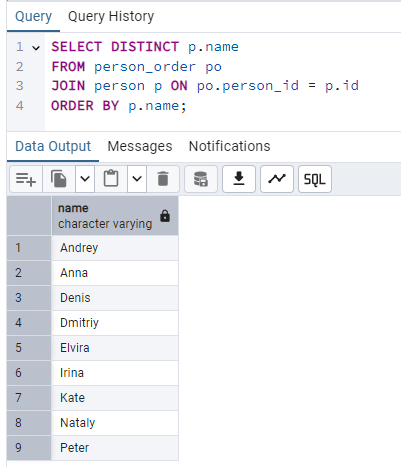 Query Query History
1 SELECT DISTINCT p.name
2 FROM person_order po
3 JOIN person p ON po.person_id = p.id
4 ORDER BY p.name;
Data Output Messages Notifications
SQL
name
character varying
1 Andrey
2 Anna
3 Denis
4 Dmitriy
5 Elvira
6 Irina
7 Kate
8 Nataly
9 Peter